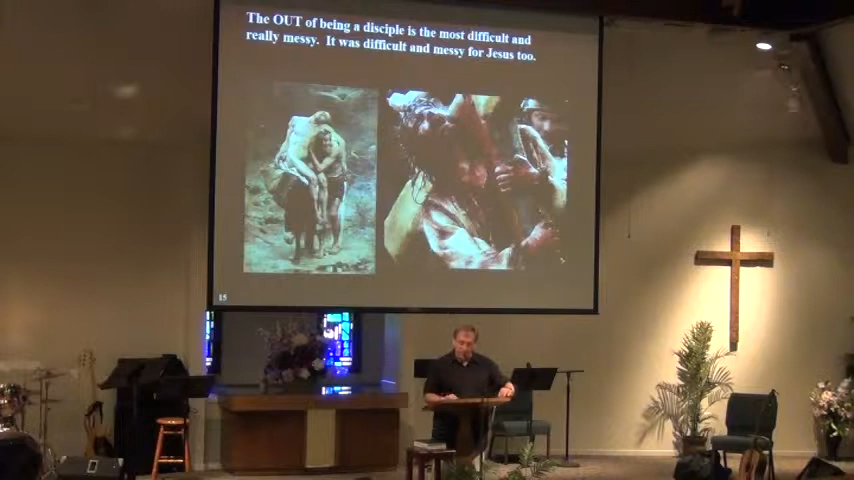 The OUT of being a disciple is the most difficult and
really messy. It was difficult and messy for Jesus too.
15